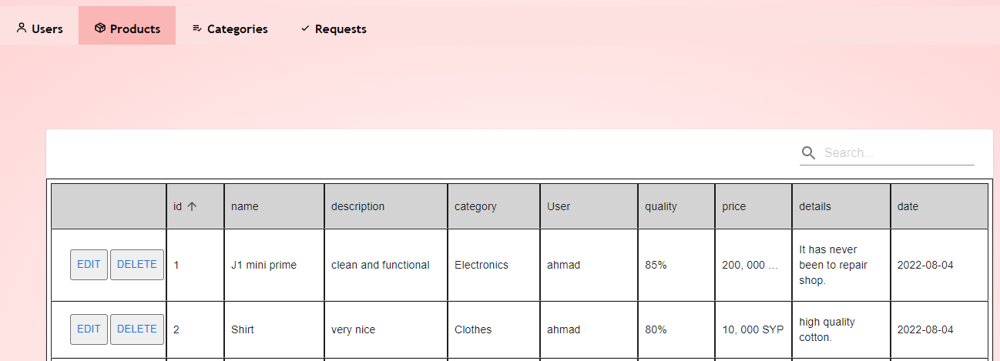 Users Products Categories Requests
Search...
id name description category User quality price details date
EDIT DELETE 1 J1 mini prime clean and functional Electronics ahmad 85% 200, 000 ... It has never
been to repair
shop. 2022-08-04
EDIT DELETE 2 Shirt very nice Clothes ahmad 80% 10, 000 SYP high quality
cotton. 2022-08-04